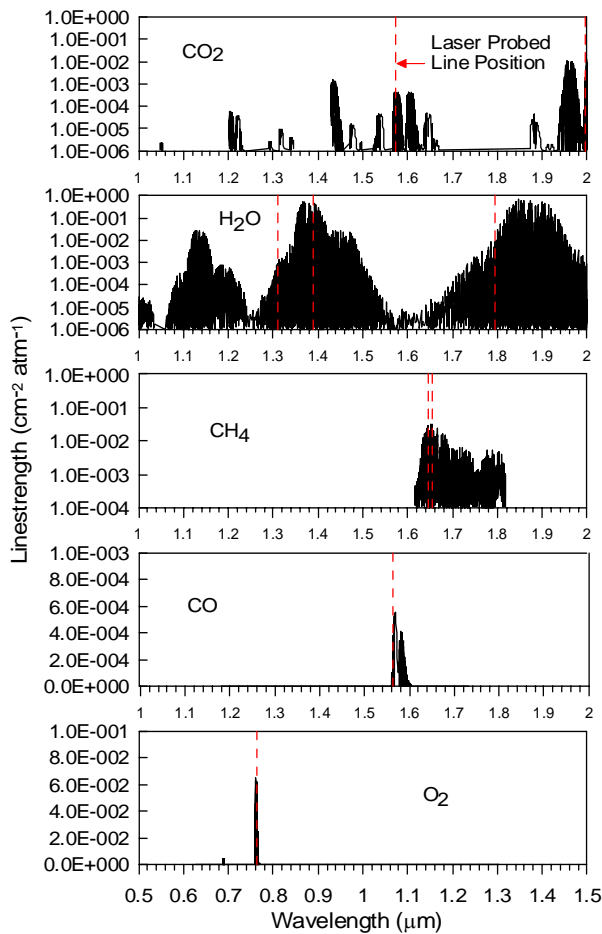 Linestrength (cm⁻² atm⁻¹)
1.0E+000
1.0E-001
1.0E-002
1.0E-003
1.0E-004
1.0E-005
1.0E-006
CO₂
Laser Probed
Line Position
1.1 1.1 1.2 1.3 1.4 1.5 1.6 1.7 1.8 1.9 2
1.0E+000
1.0E-001
1.0E-002
1.0E-003
1.0E-004
1.0E-005
1.0E-006
H₂O
1 1.1 1.2 1.3 1.4 1.5 1.6 1.7 1.8 1.9 2
1.0E+000
1.0E-001
1.0E-002
1.0E-003
1.0E-004
CH₄
1 1.1 1.2 1.3 1.4 1.5 1.6 1.7 1.8 1.9 2
1.0E-003
8.0E-004
6.0E-004
4.0E-004
2.0E-004
0.0E+000
CO
1 1.1 1.2 1.3 1.4 1.5 1.6 1.7 1.8 1.9 2
1.0E-001
8.0E-002
6.0E-002
4.0E-002
2.0E-002
0.0E+000
O₂
0.5 0.6 0.7 0.8 0.9 1 1.1 1.2 1.3 1.4 1.5
Wavelength (μm)